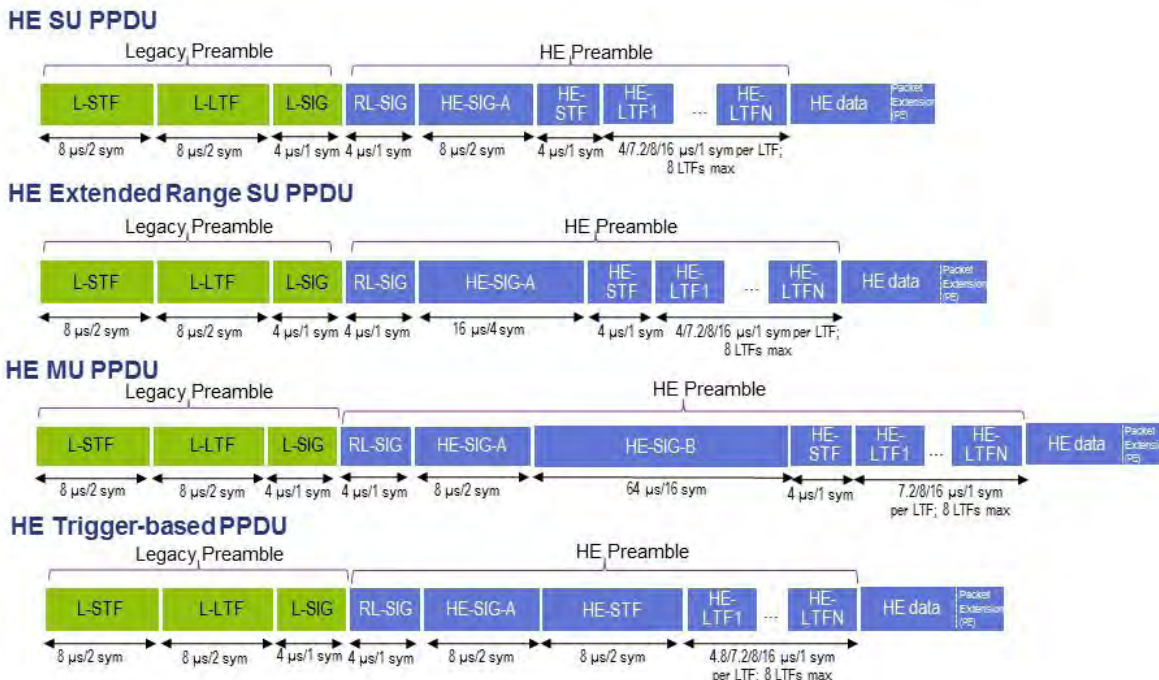 HE SU PPDU
Legacy Preamble HE Preamble
L-STF L-LTF L-SIG RL-SIG HE-SIG-A HE-STF HE-LTF1 ... HE-LTFN HE data Packet Extension (PE)
8 µs/2 sym 8 µs/2 sym 4 µs/1 sym 4 µs/1 sym 8 µs/2 sym 4 µs/1 sym 4/7.2/8/16 µs/1 sym per LTF;
8 LTFs max
HE Extended Range SU PPDU
Legacy Preamble HE Preamble
L-STF L-LTF L-SIG RL-SIG HE-SIG-A HE-STF HE-LTF1 ... HE-LTFN HE data Packet Extension (PE)
8 µs/2 sym 8 µs/2 sym 4 µs/1 sym 4 µs/1 sym 16 µs/4 sym 4 µs/1 sym 4/7.2/8/16 µs/1 sym per LTF;
8 LTFs max
HE MU PPDU
Legacy Preamble HE Preamble
L-STF L-LTF L-SIG RL-SIG HE-SIG-A HE-SIG-B HE-STF HE-LTF1 ... HE-LTFN HE data Packet Extension (PE)
8 µs/2 sym 8 µs/2 sym 4 µs/1 sym 4 µs/1 sym 8 µs/2 sym 64 µs/16 sym 4 µs/1 sym 7.2/8/16 µs/1 sym
per LTF; 8 LTFs max
HE Trigger-based PPDU
Legacy Preamble HE Preamble
L-STF L-LTF L-SIG RL-SIG HE-SIG-A HE-STF HE-LTF1 ... HE-LTFN HE data Packet Extension (PE)
8 µs/2 sym 8 µs/2 sym 4 µs/1 sym 4 µs/1 sym 8 µs/2 sym 8 µs/2 sym 4.8/7.2/8/16 µs/1 sym
per LTF; 8 LTFs max